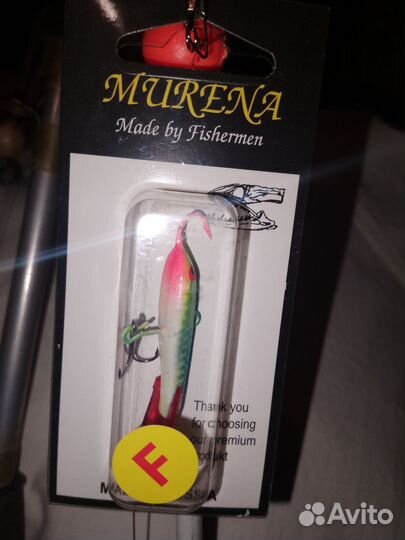 MURENA
Made by Fishermen
Thank you
for choosing
our premium
F
Avito